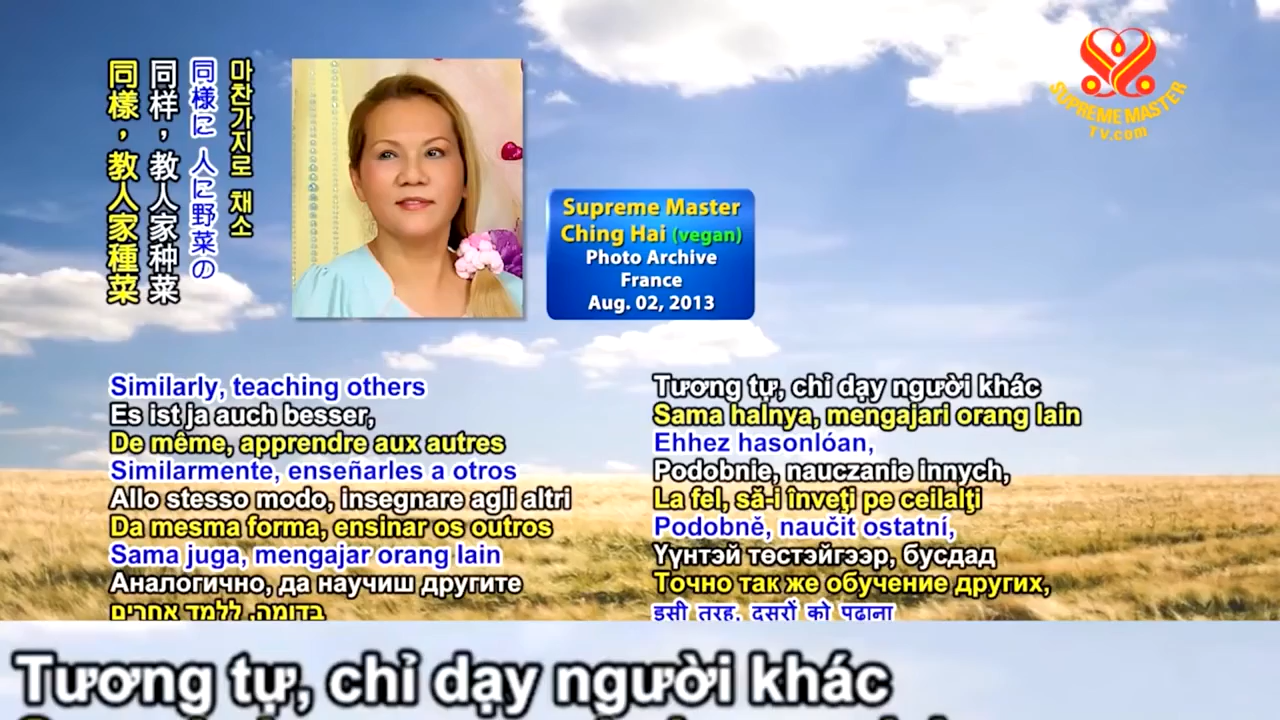 同樣，教人家種菜
同样，教人家种菜
同様に 人に野菜の
마찬가지로 채소
SUPREME MASTER
TV.com
Supreme Master
Ching Hai (vegan)
Photo Archive
France
Aug. 02, 2013
Similarly, teaching others
Es ist ja auch besser,
De même, apprendre aux autres
Similarmente, enseñarles a otros
Allo stesso modo, insegnare agli altri
Da mesma forma, ensinar os outros
Sama juga, mengajar orang lain
Аналогично, да научиш другите
בדומה, ללמד אחרים
Tương tự, chỉ dạy người khác
Sama halnya, mengajari orang lain
Ehhez hasonlóan,
Podobnie, nauczanie innych,
La fel, să-i înveţi pe ceilalţi
Podobně, naučit ostatní,
Үүнтэй төстэйгээр, бусдад
Точно так же обучение других,
इसी तरह, दूसरों को पढ़ाना
Tương tự, chỉ dạy người khác